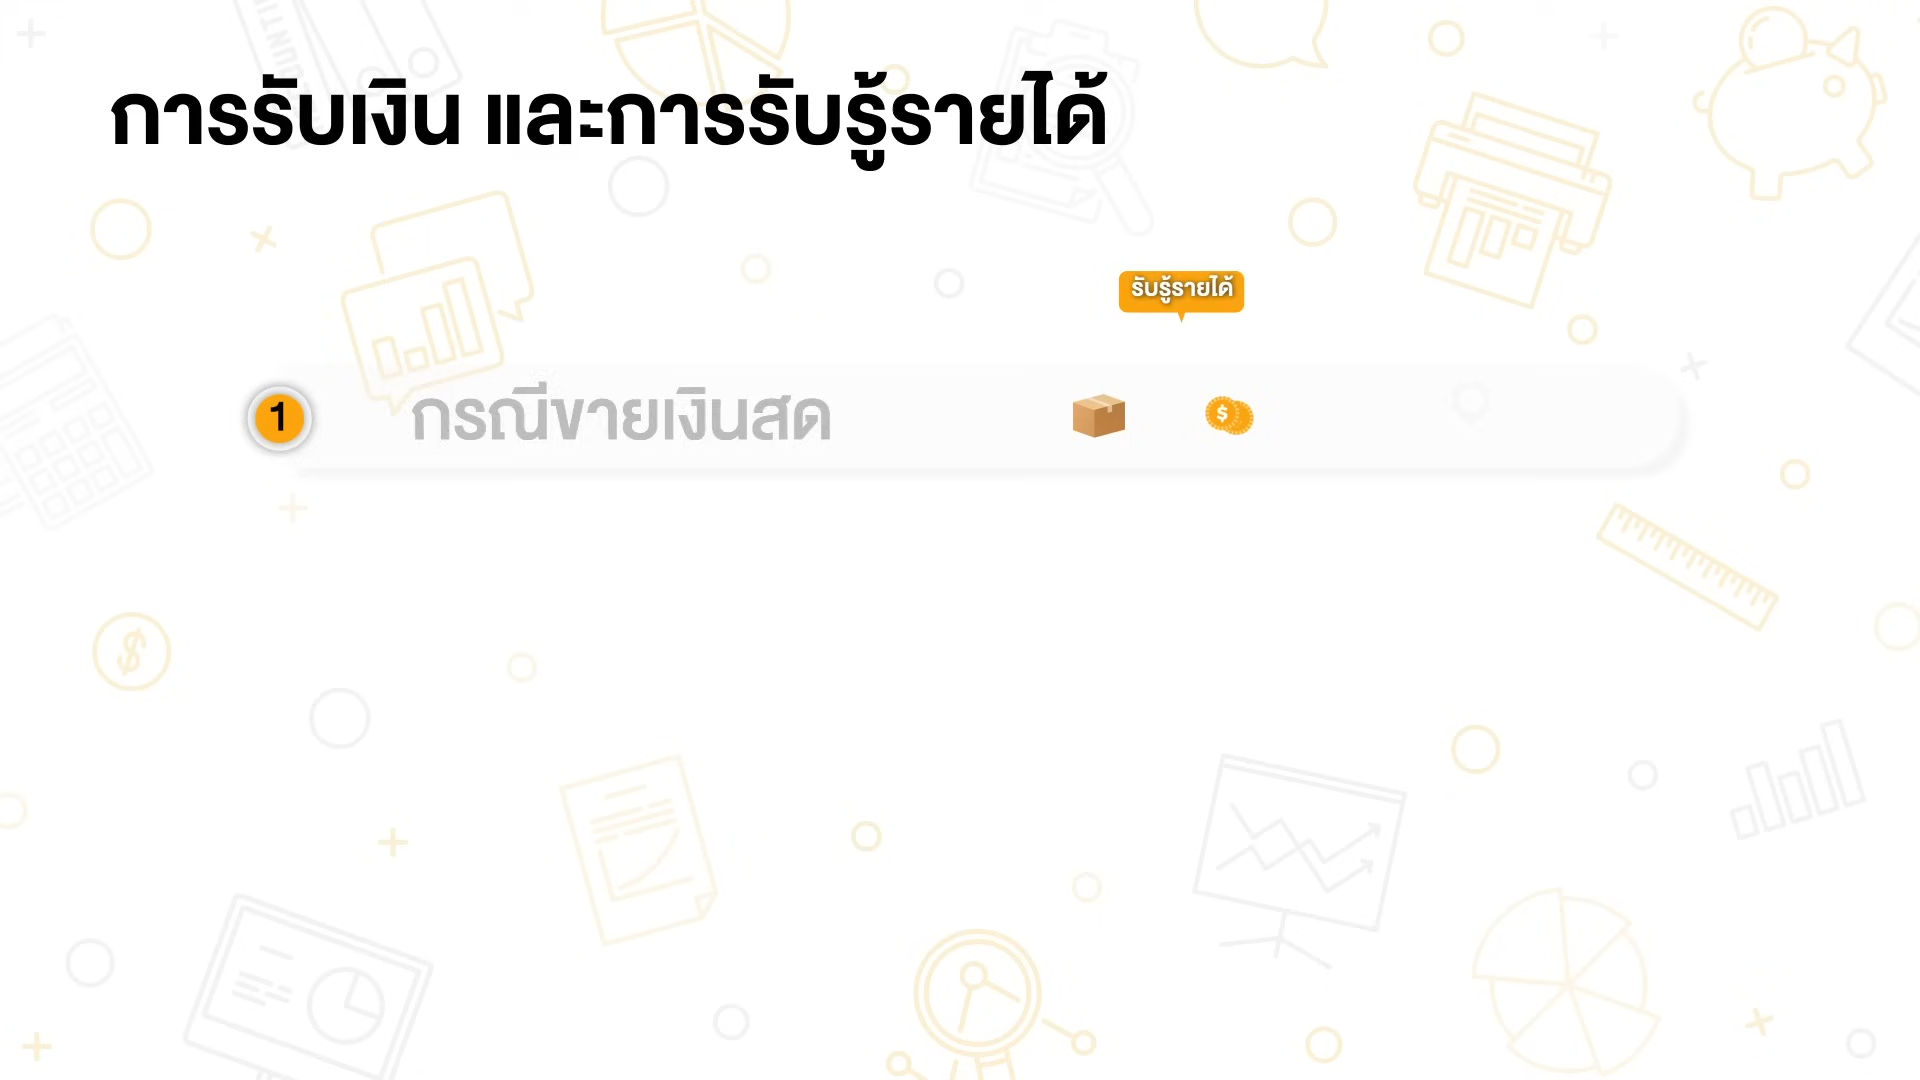 การรับเงิน และการรับรู้รายได้
รับรู้รายได้
1
กรณีขายเงินสด